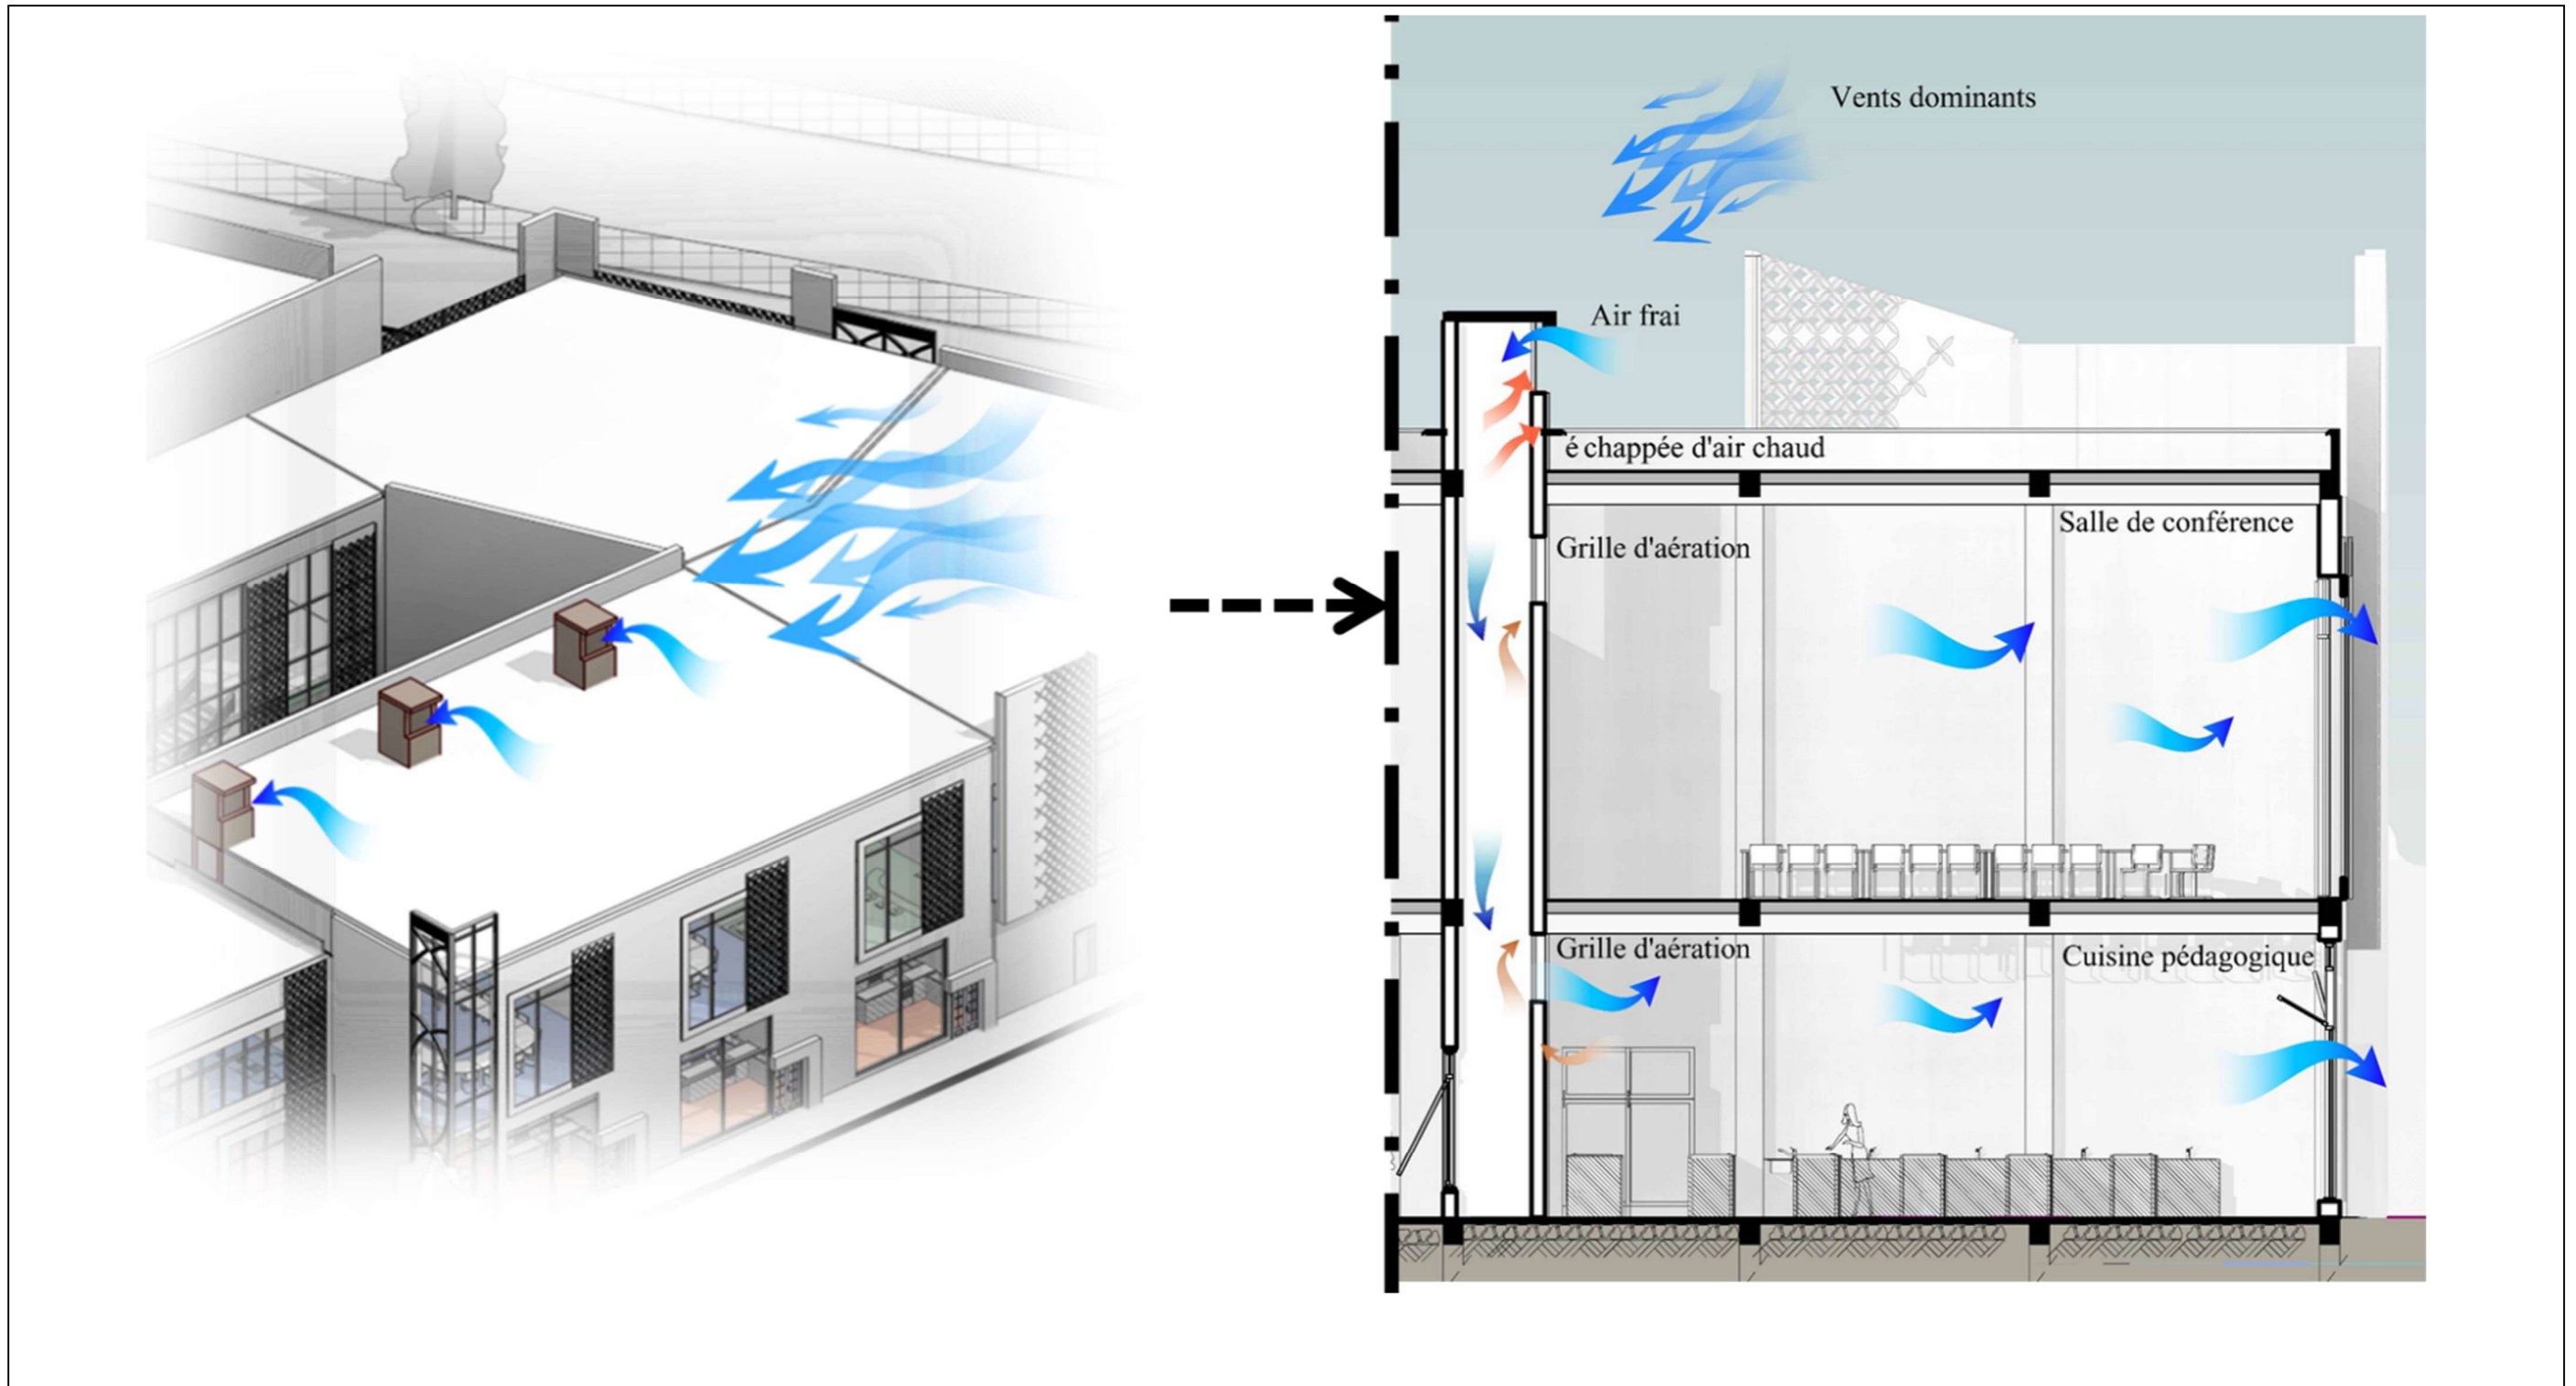 Vents dominants
Air frai
é chappée d'air chaud
Salle de conférence
Grille d'aération
Grille d'aération
Cuisine pédagogique